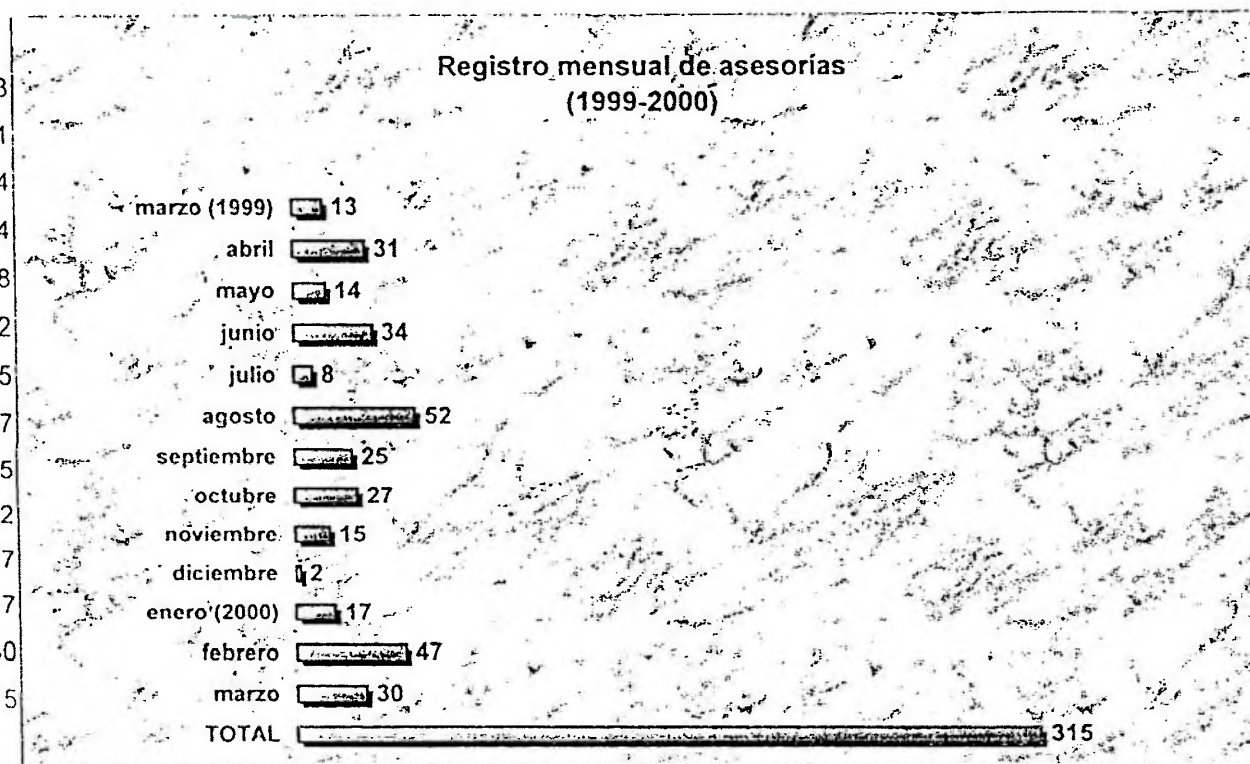 Registro mensual de asesorías
(1999-2000)
marzo (1999) 13
abril 31
mayo 14
junio 34
julio 8
agosto 52
septiembre 25
octubre 27
noviembre 15
diciembre 2
enero (2000) 17
febrero 47
marzo 30
TOTAL 315